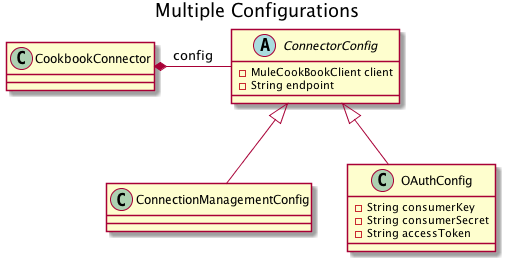 Multiple Configurations
C CookbookConnector
config
A ConnectorConfig
MuleCookBookClient client
String endpoint
C ConnectionManagementConfig
C OAuthConfig
String consumerKey
String consumerSecret
String accessToken